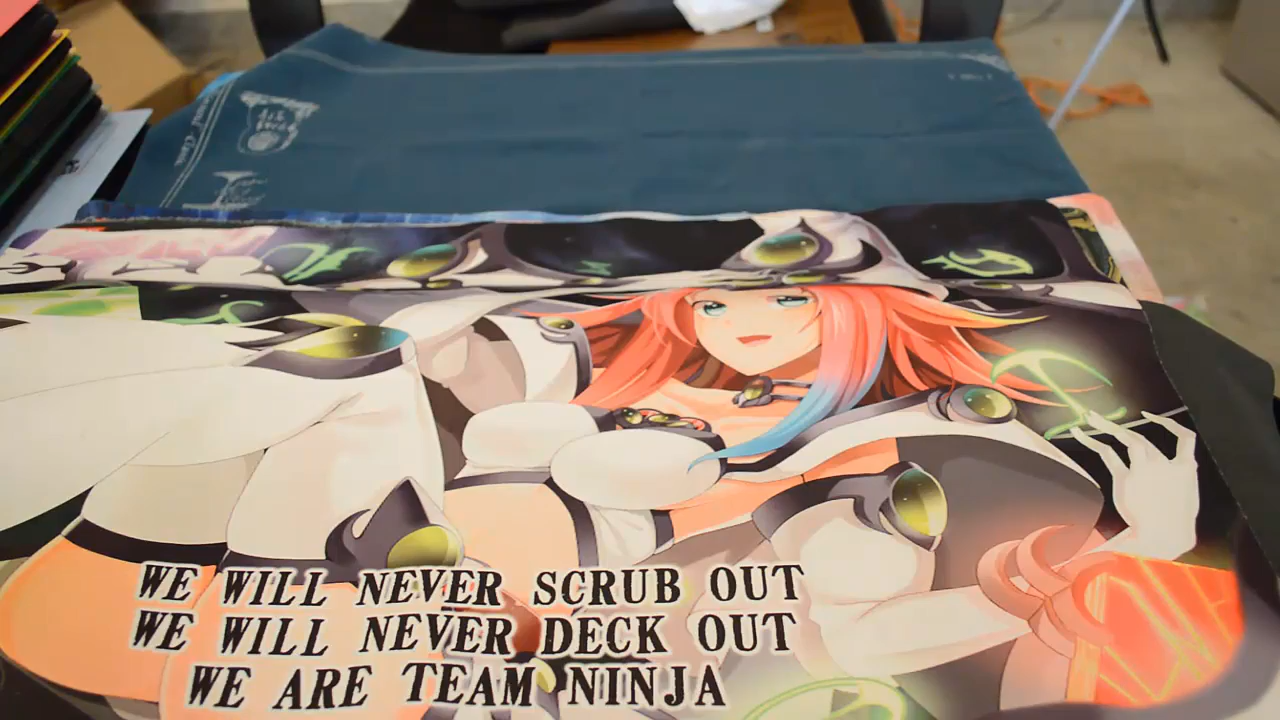 WE WILL NEVER SCRUB OUT
WE WILL NEVER DECK OUT
WE ARE TEAM NINJA